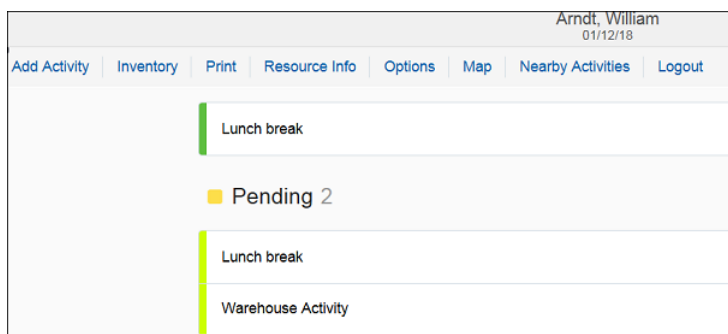 Arndt, William
01/12/18
Add Activity Inventory Print Resource Info Options Map Nearby Activities Logout
Lunch break
Pending 2
Lunch break
Warehouse Activity